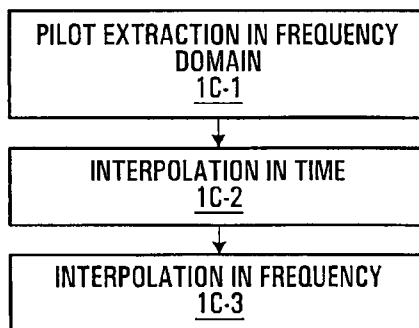 PILOT EXTRACTION IN FREQUENCY
DOMAIN
1C-1
INTERPOLATION IN TIME
1C-2
INTERPOLATION IN FREQUENCY
1C-3